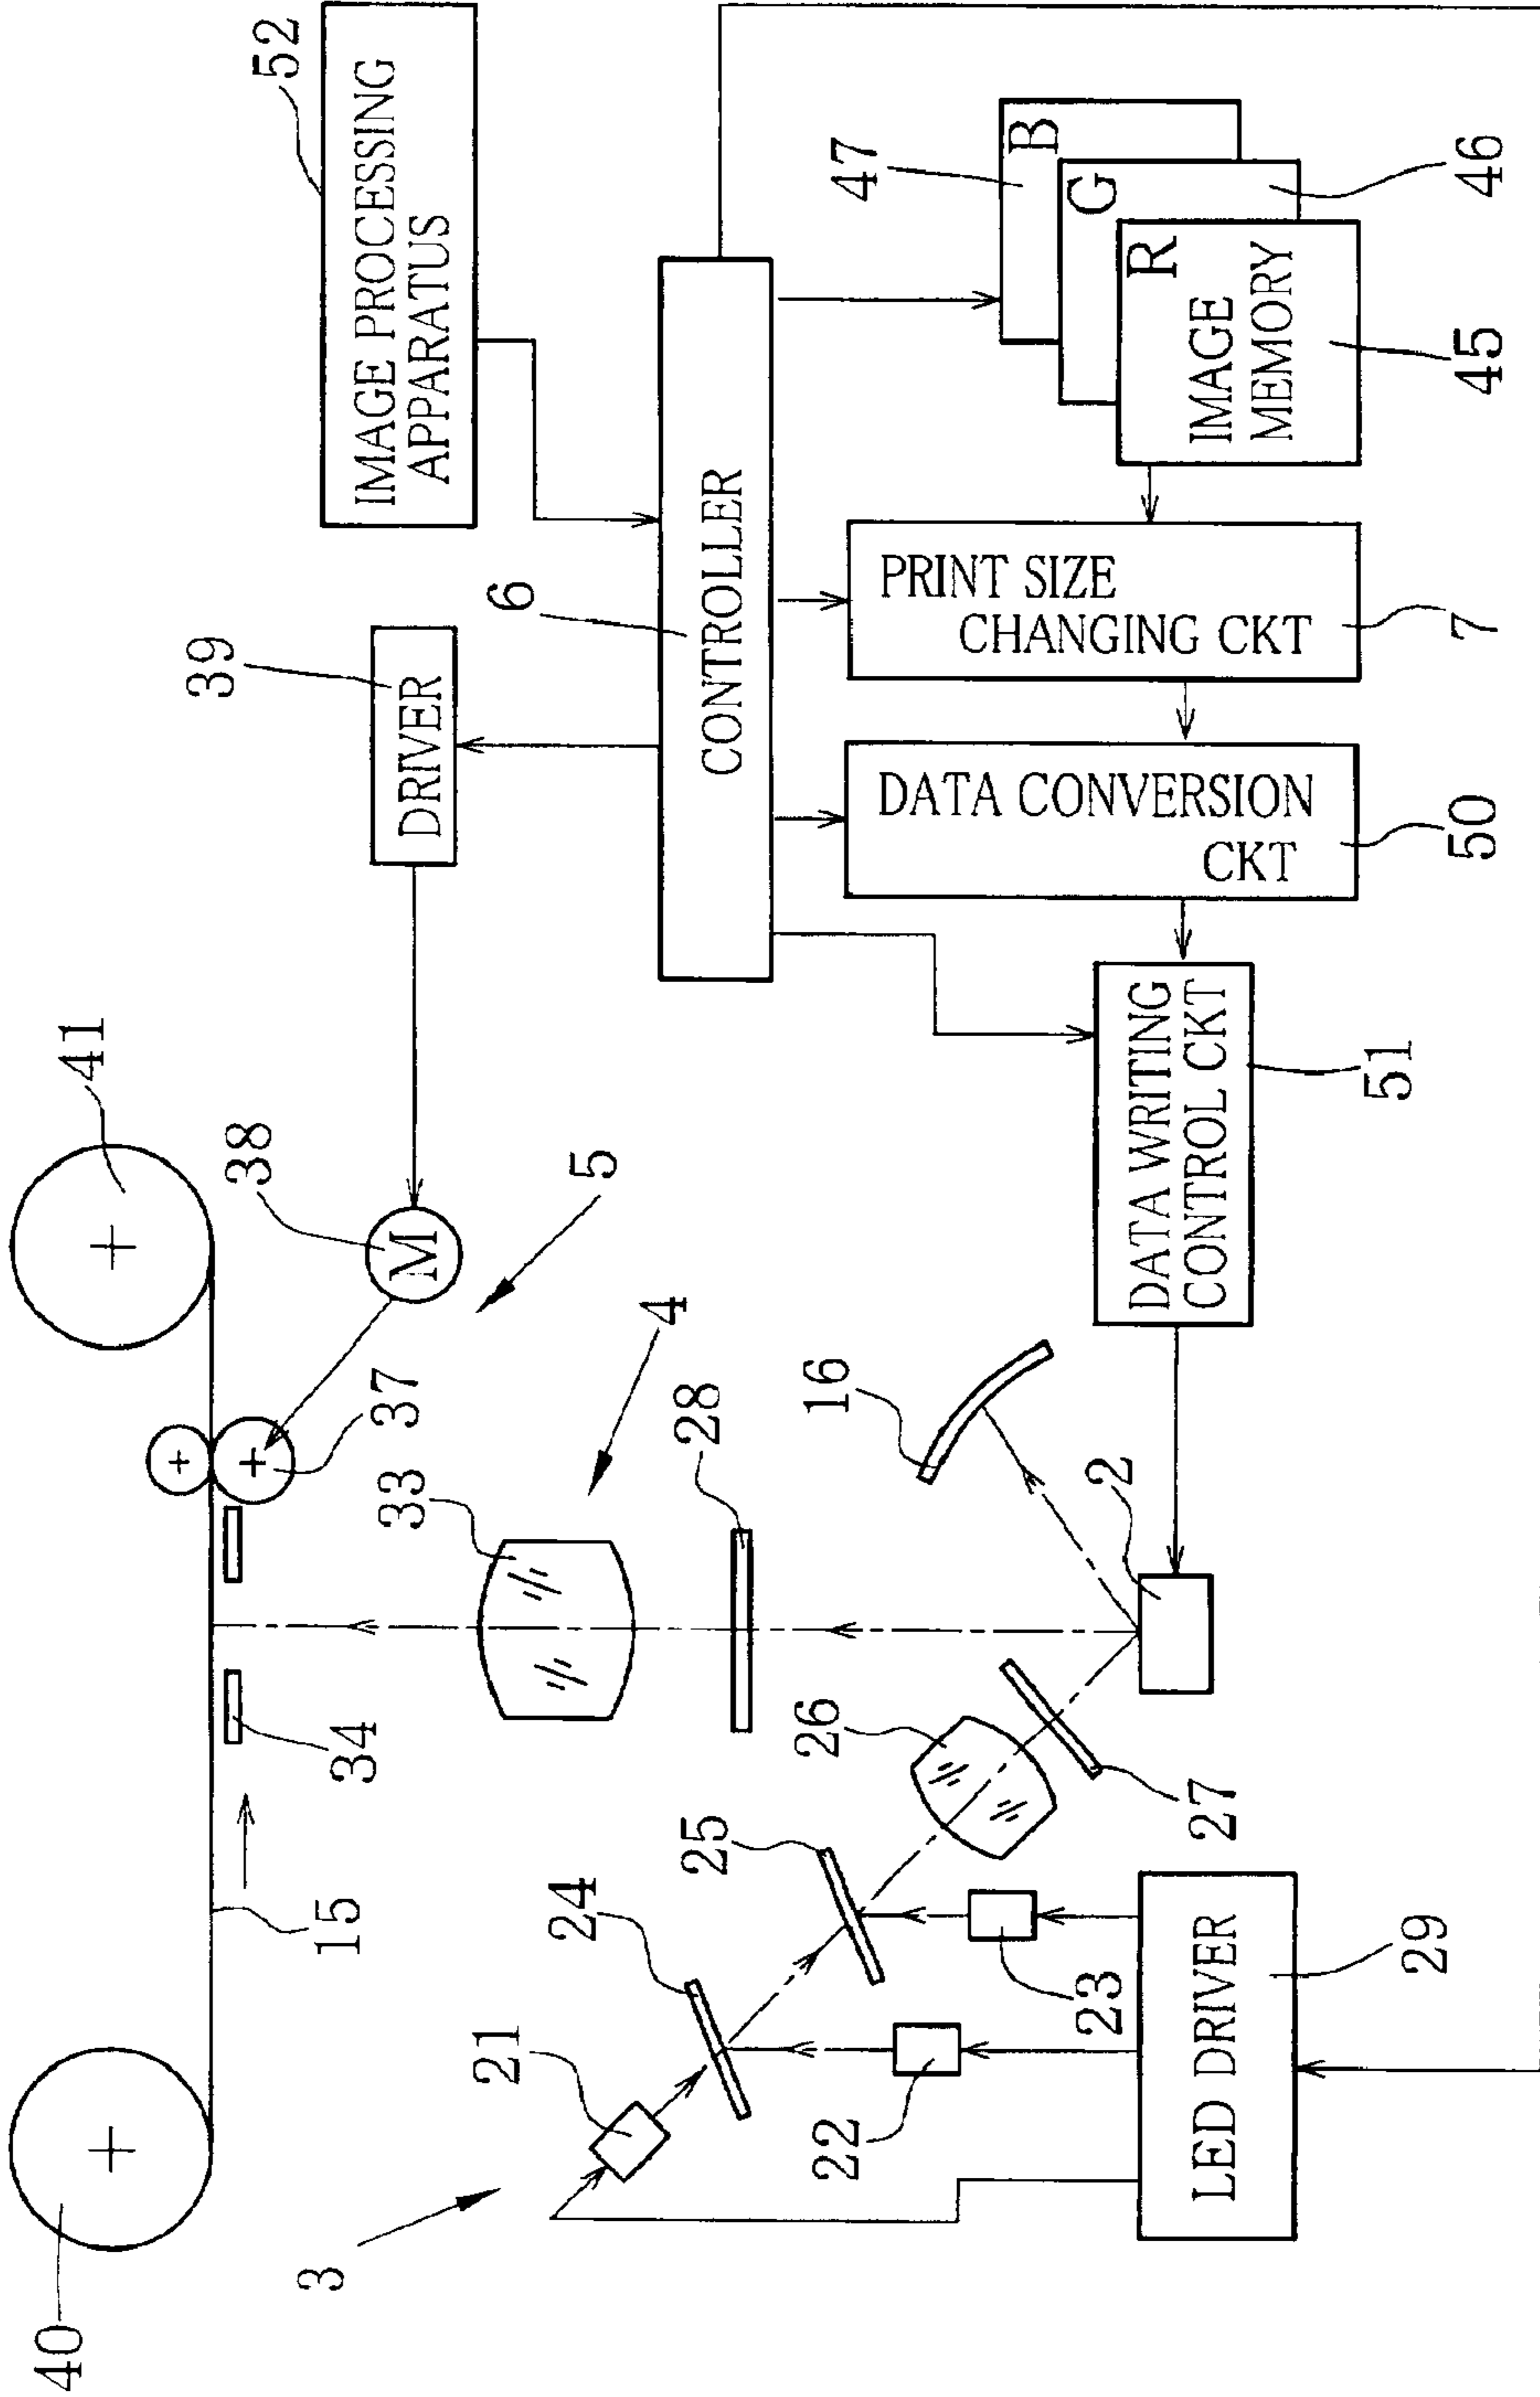 40
41
15
34
37
38
M
39
DRIVER
52
IMAGE PROCESSING
APPARATUS
3
21
24
25
26
33
4
5
28
16
6
CONTROLLER
22
23
27
2
LED DRIVER
29
DATA WRITING
CONTROL CKT
51
DATA CONVERSION
CKT
50
PRINT SIZE
CHANGING CKT
7
47
B
G
R
IMAGE
MEMORY
45
46